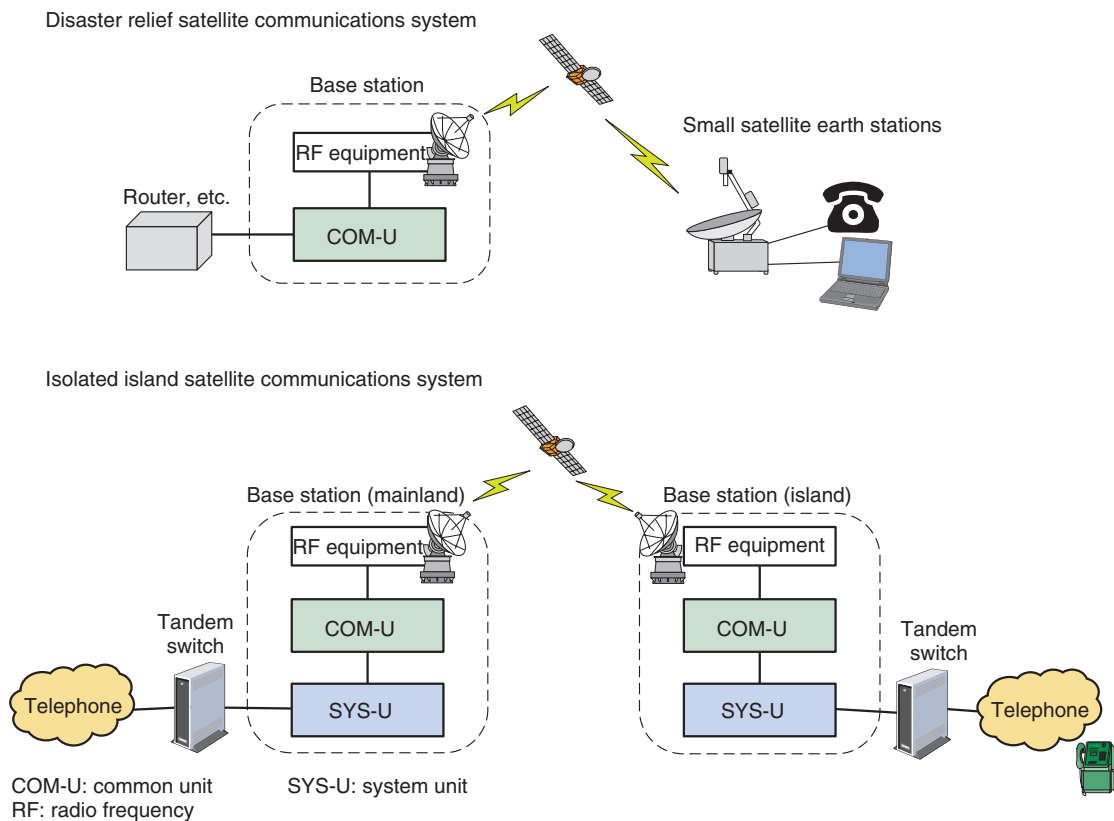 Disaster relief satellite communications system
Base station
RF equipment
Small satellite earth stations
Router, etc.
COM-U
Isolated island satellite communications system
Base station (mainland)
RF equipment
COM-U
SYS-U
Tandem
switch
Telephone
Base station (island)
RF equipment
COM-U
SYS-U
Tandem
switch
Telephone
COM-U: common unit
SYS-U: system unit
RF: radio frequency